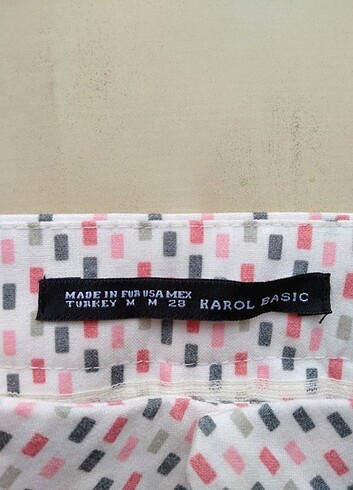 MADE IN EUR USA MEX
TURKEY M M 28 KAROL BASIC